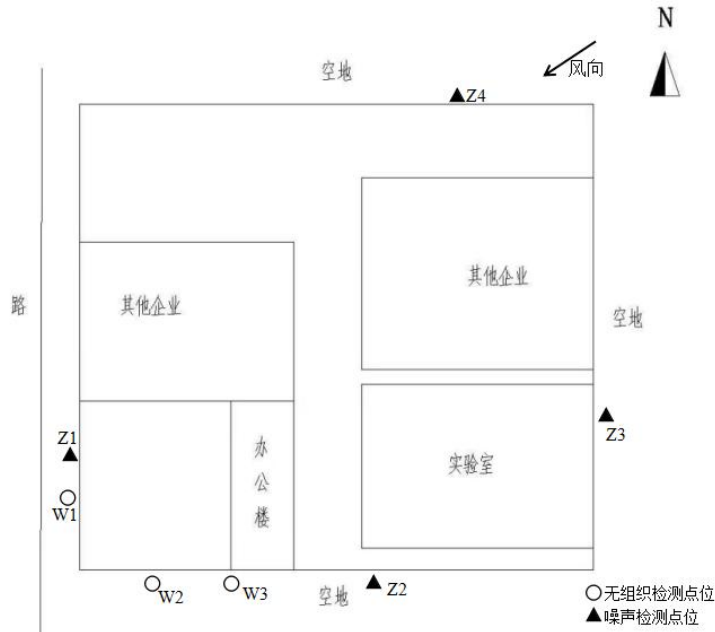 N
空地
风向
Z4
其他企业
其他企业
路
空地
Z1
Z3
办公楼
实验室
W1
W2
W3
空地
Z2
无组织检测点位
噪声检测点位